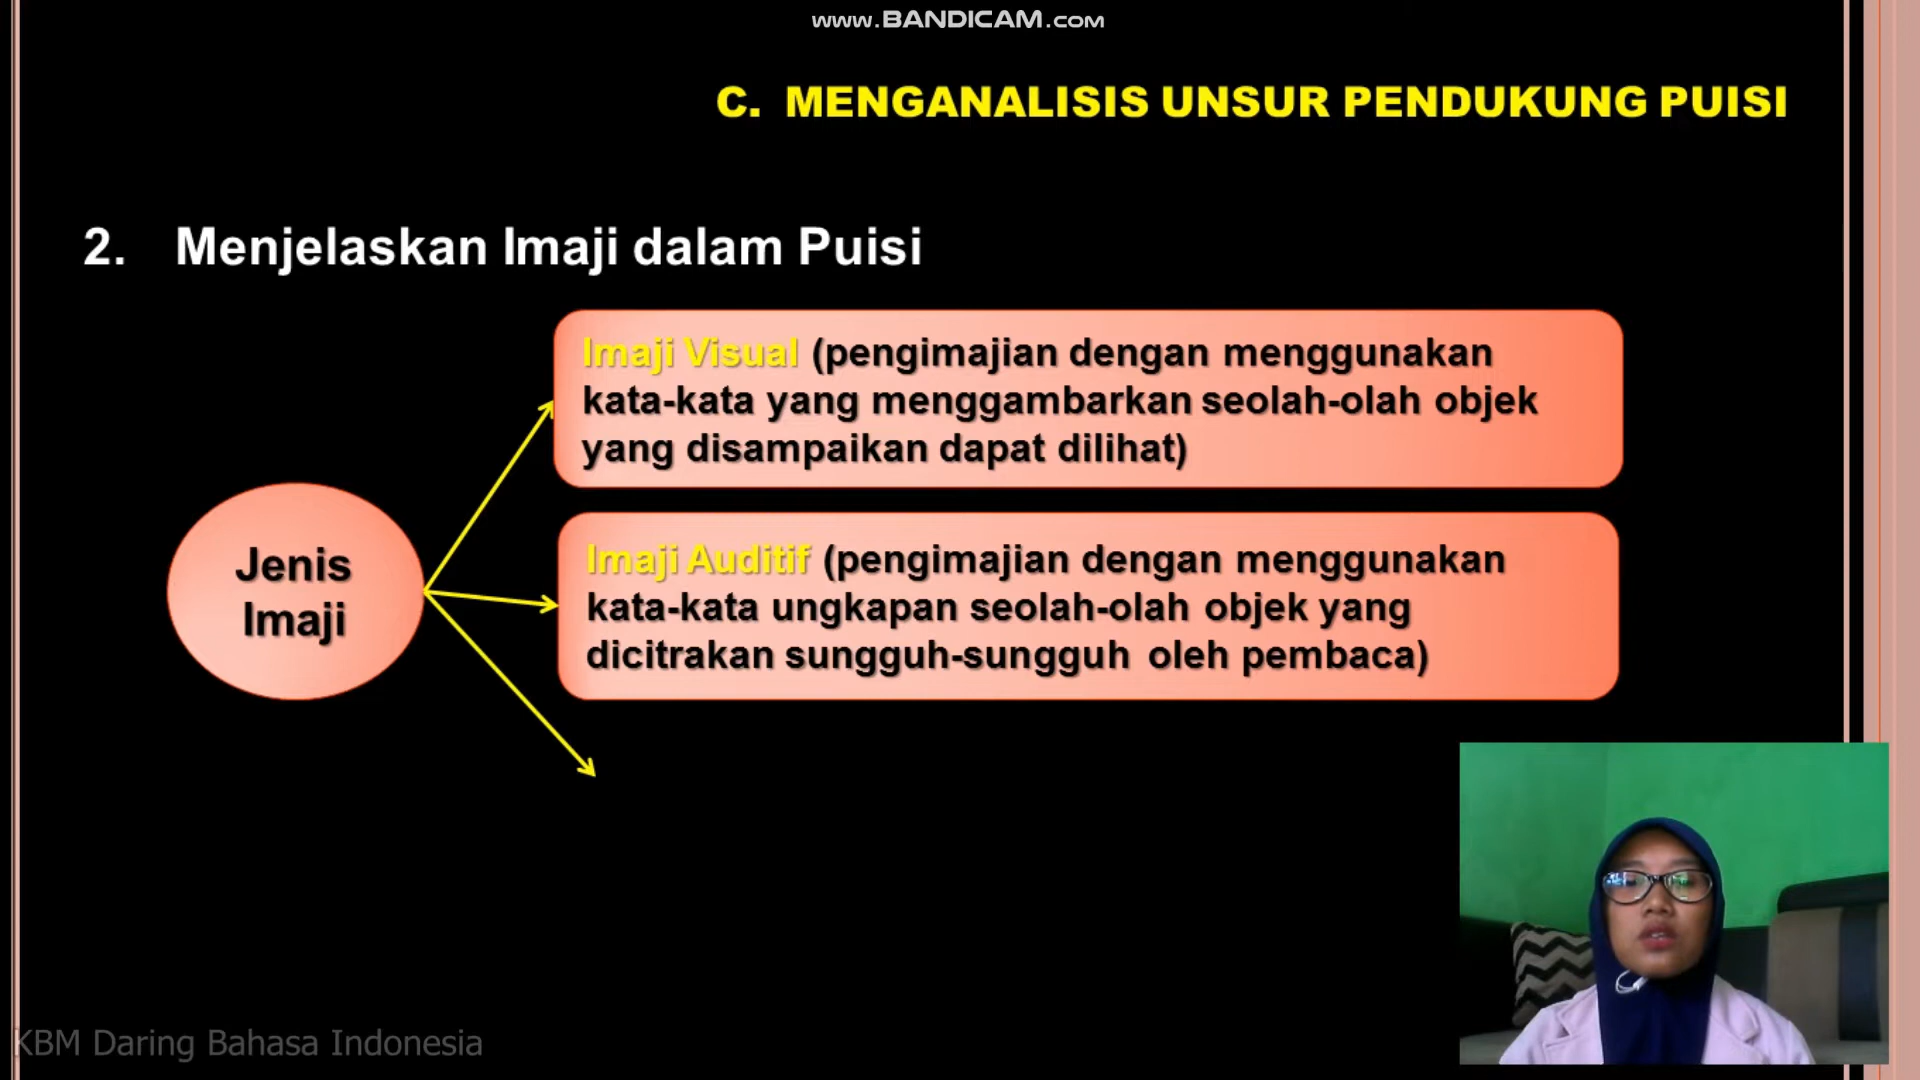 www.BANDICAM.com
C. MENGANALISIS UNSUR PENDUKUNG PUISI
2. Menjelaskan Imaji dalam Puisi
Imaji Visual (pengimajian dengan menggunakan
kata-kata yang menggambarkan seolah-olah objek
yang disampaikan dapat dilihat)
Jenis
Imaji
Imaji Auditif (pengimajian dengan menggunakan
kata-kata ungkapan seolah-olah objek yang
dicitrakan sungguh-sungguh oleh pembaca)
KBM Daring Bahasa Indonesia